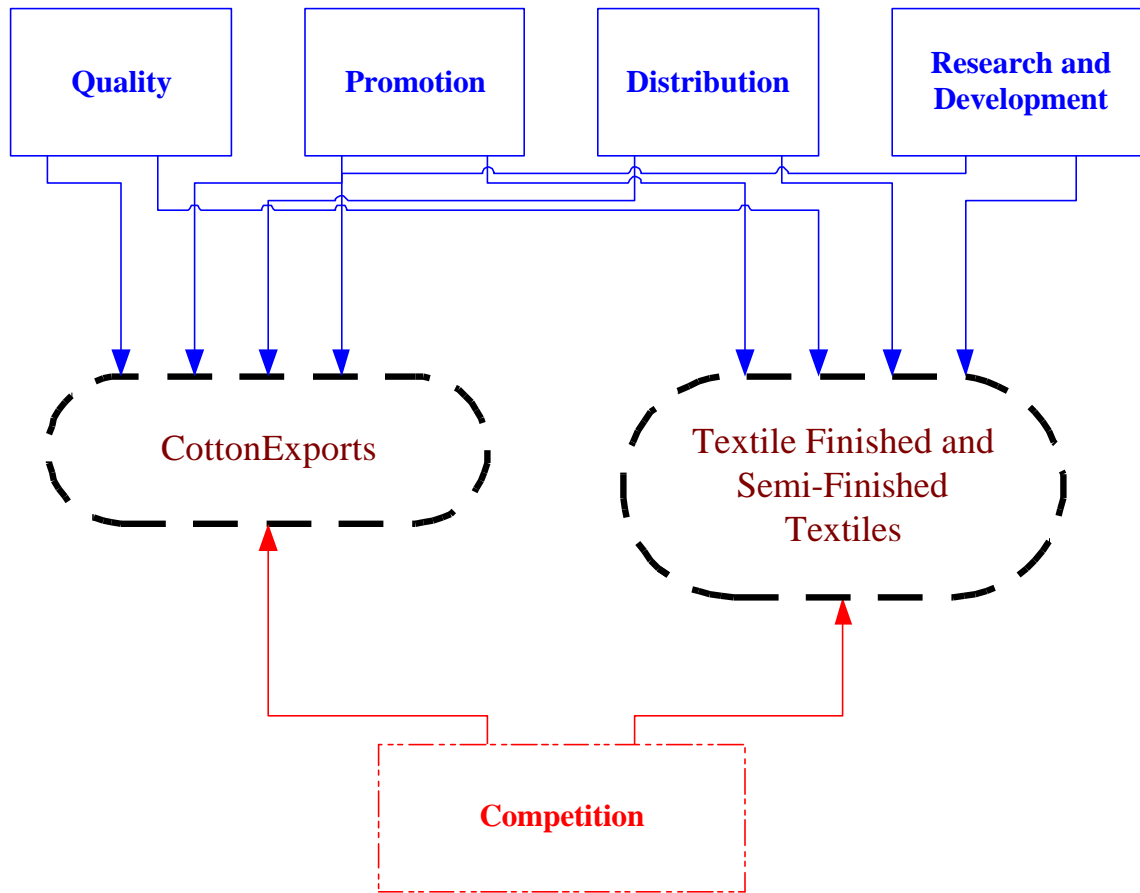 Quality
Promotion
Distribution
Research and
Development
CottonExports
Textile Finished and
Semi-Finished
Textiles
Competition